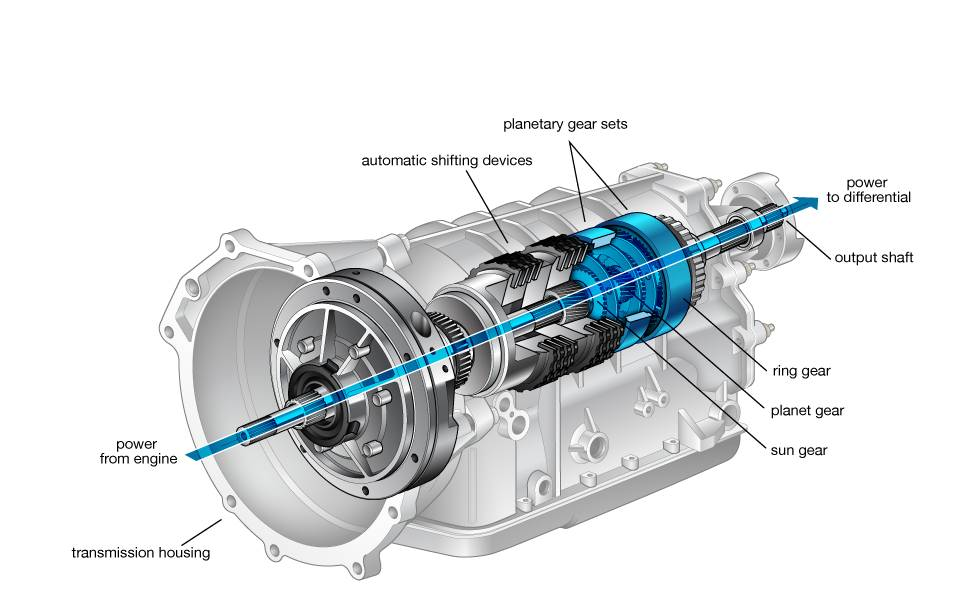 planetary gear sets
automatic shifting devices
power
to differential
output shaft
ring gear
planet gear
sun gear
power
from engine
transmission housing